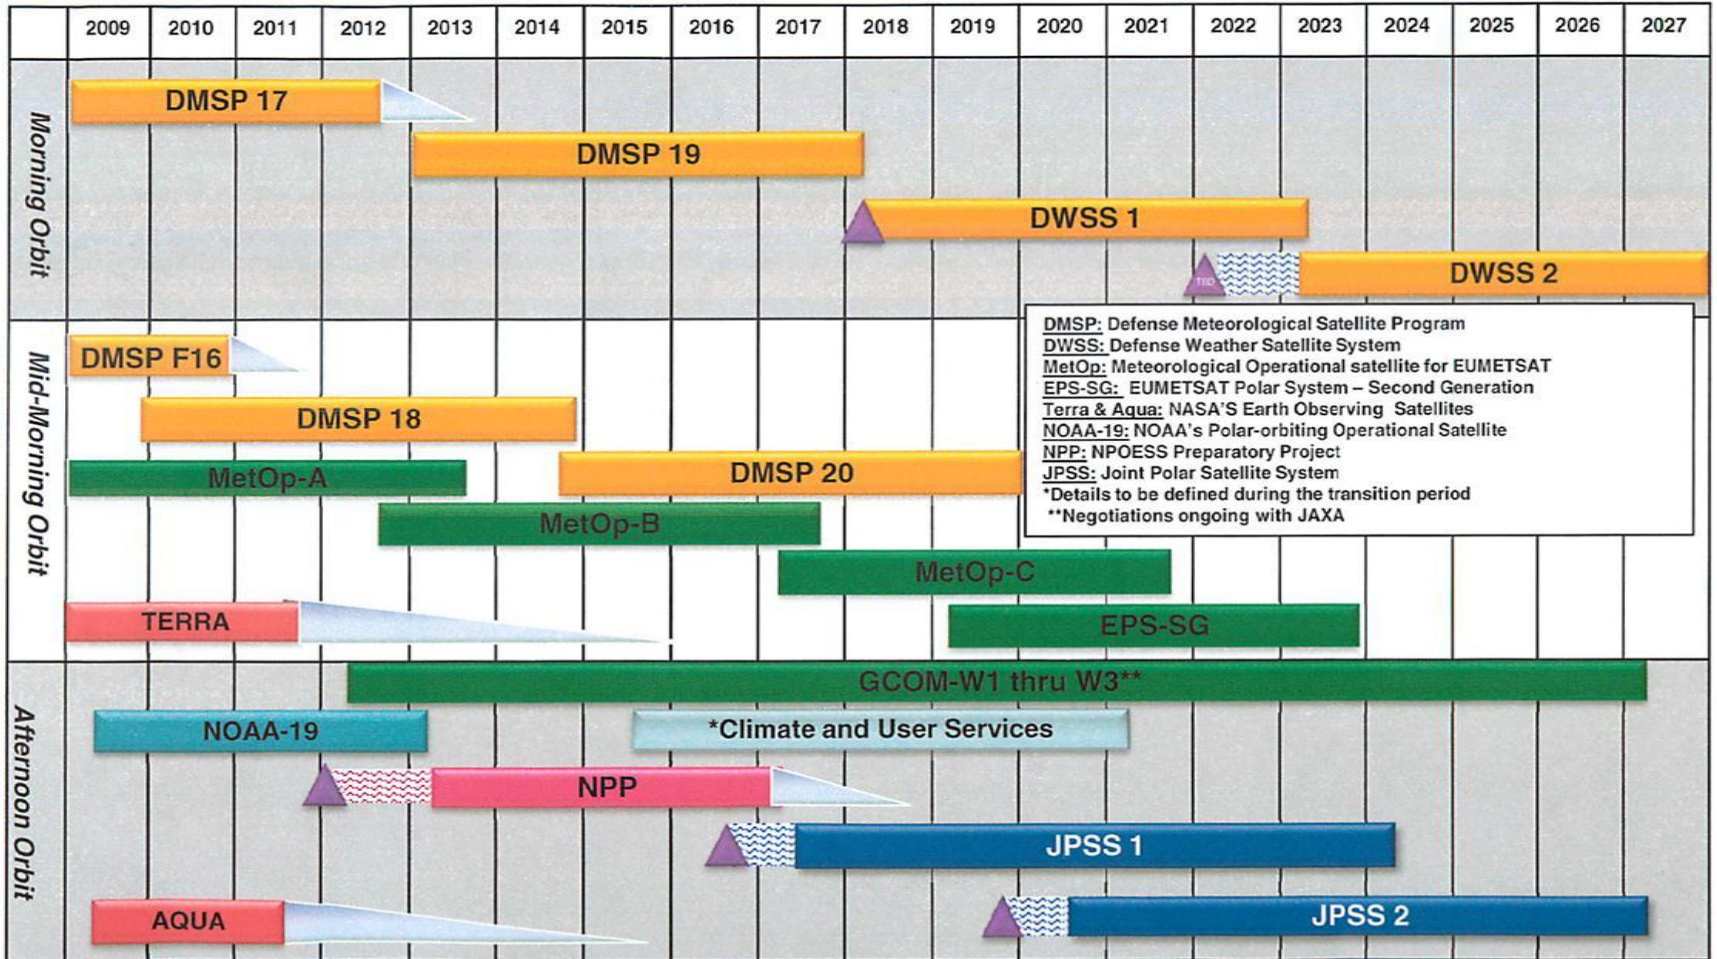 2009 2010 2011 2012 2013 2014 2015 2016 2017 2018 2019 2020 2021 2022 2023 2024 2025 2026 2027
Morning Orbit
DMSP 17
DMSP 19
DWSS 1
TBD
DWSS 2
Mid-Morning Orbit
DMSP F16
DMSP 18
MetOp-A
DMSP 20
MetOp-B
MetOp-C
TERRA
EPS-SG
DMSP: Defense Meteorological Satellite Program
DWSS: Defense Weather Satellite System
MetOp: Meteorological Operational satellite for EUMETSAT
EPS-SG: EUMETSAT Polar System – Second Generation
Terra & Aqua: NASA'S Earth Observing Satellites
NOAA-19: NOAA's Polar-orbiting Operational Satellite
NPP: NPOESS Preparatory Project
JPSS: Joint Polar Satellite System
*Details to be defined during the transition period
**Negotiations ongoing with JAXA
Afternoon Orbit
GCOM-W1 thru W3**
NOAA-19
*Climate and User Services
NPP
JPSS 1
AQUA
JPSS 2